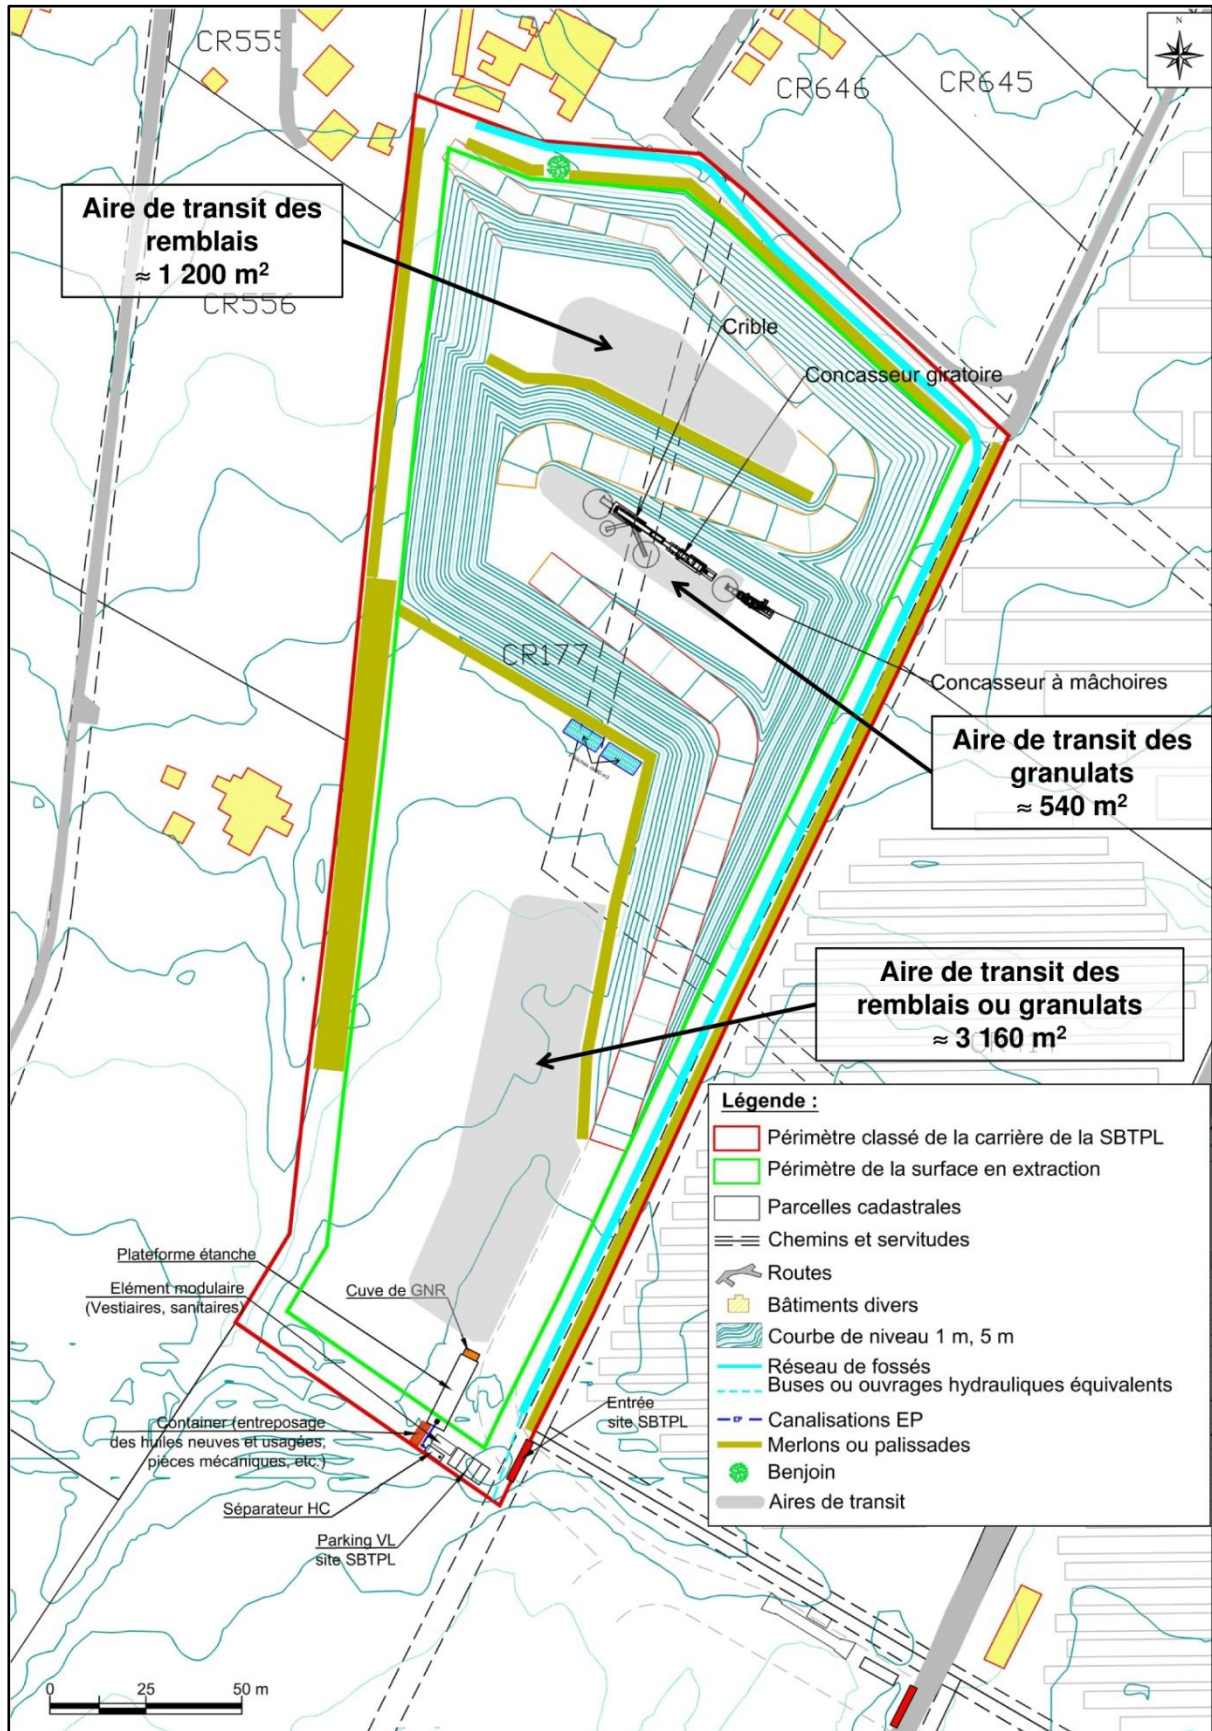 N
CR555
CR646
CR645
Aire de transit des
remblais
≈ 1 200 m²
CR556
Crible
Concasseur giratoire
CR177
Concasseur à mâchoires
Aire de transit des
granulats
≈ 540 m²
Aire de transit des
remblais ou granulats
≈ 3 160 m²
Légende :
Périmètre classé de la carrière de la SBTPL
Périmètre de la surface en extraction
Parcelles cadastrales
Chemins et servitudes
Routes
Bâtiments divers
Courbe de niveau 1 m, 5 m
Réseau de fossés
Buses ou ouvrages hydrauliques équivalents
EP
Canalisations EP
Merlons ou palissades
Benjoin
Aires de transit
Plateforme étanche
Elément modulaire
(Vestiaires, sanitaires)
Cuve de GNR
Container (entreposage
des huiles neuves et usagées,
pièces mécaniques, etc.)
Entrée
site SBTPL
Séparateur HC
Parking VL
site SBTPL
0 25 50 m